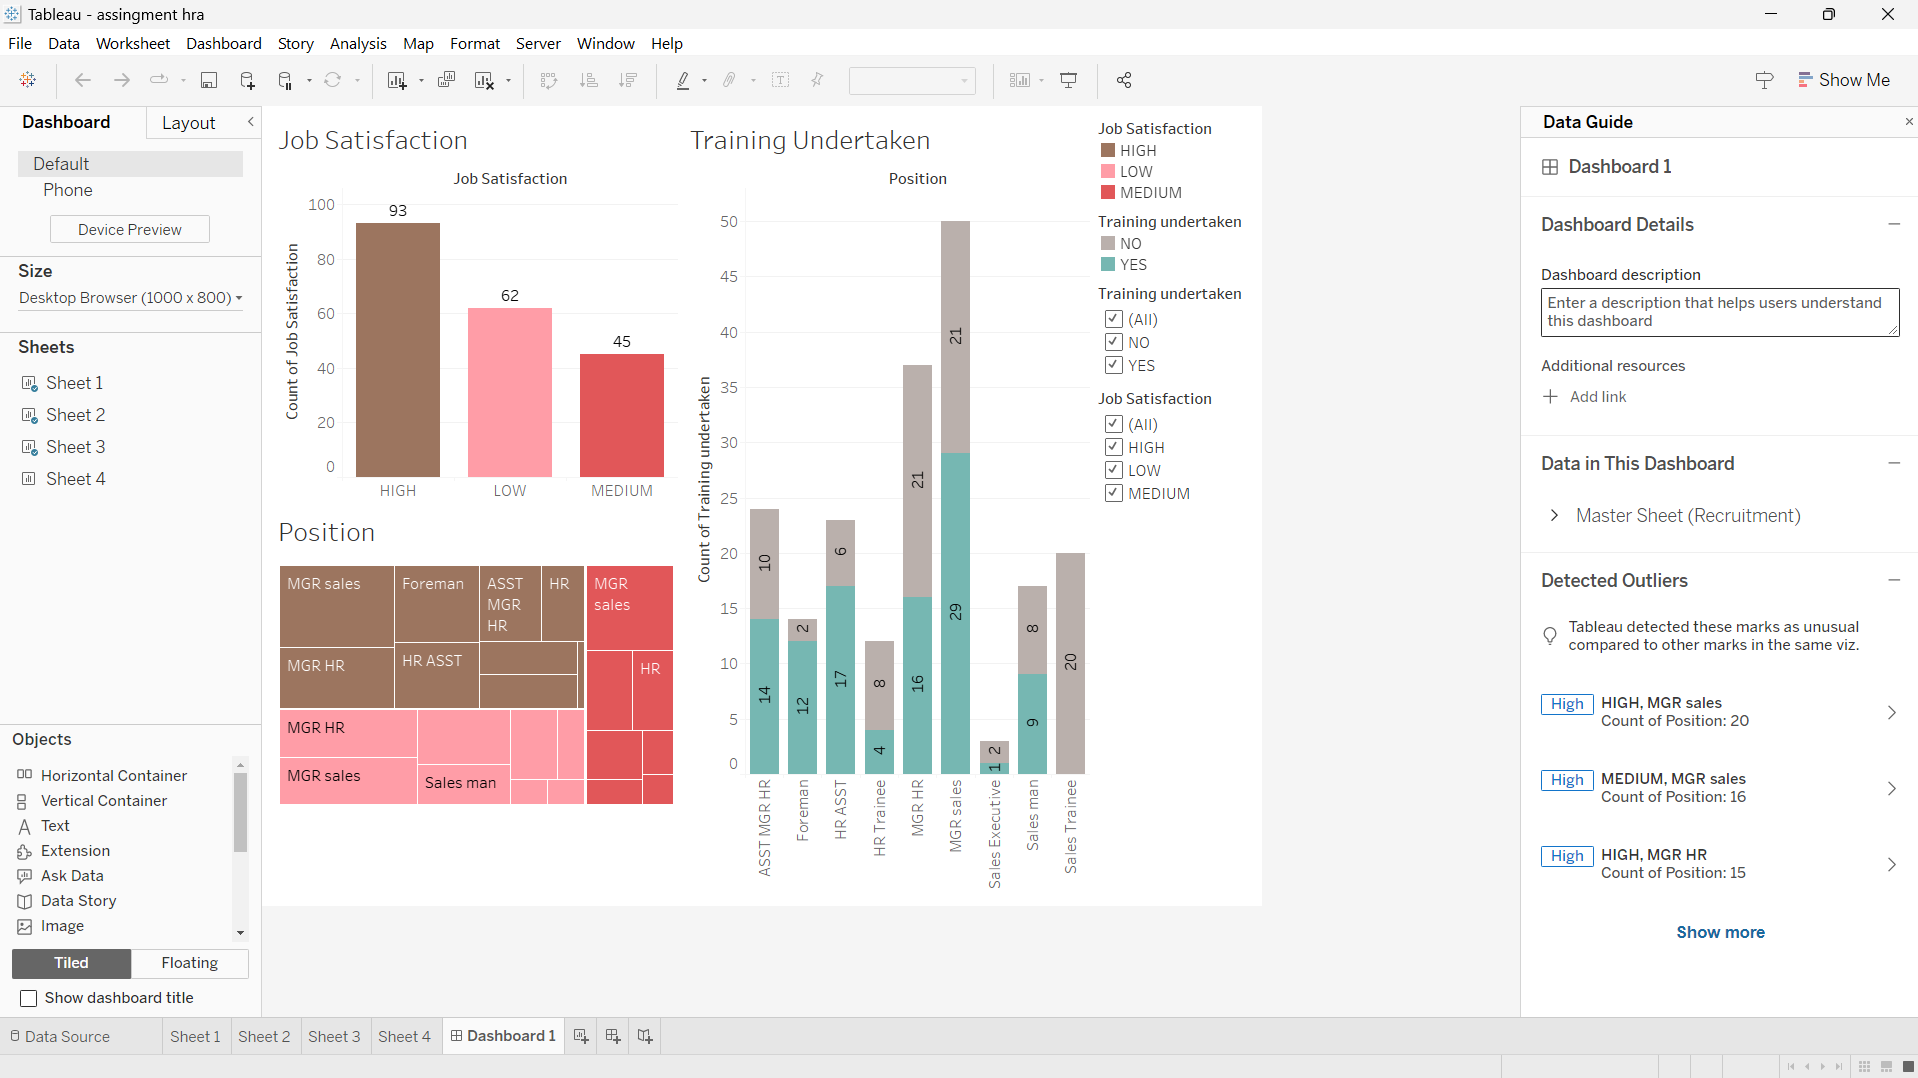 Tableau - assingment hra
File Data Worksheet Dashboard Story Analysis Map Format Server Window Help
Show Me
Dashboard
Layout
Default
Phone
Device Preview
Size
Desktop Browser (1000 x 800)
Sheets
Sheet 1
Sheet 2
Sheet 3
Sheet 4
Objects
Horizontal Container
Vertical Container
Text
Extension
Ask Data
Data Story
Image
Tiled
Floating
Show dashboard title
Job Satisfaction
Job Satisfaction
Count of Job Satisfaction
100
80
60
40
20
0
93
62
45
HIGH
LOW
MEDIUM
Position
MGR sales
Foreman
ASST
MGR
HR
HR
MGR
sales
MGR HR
HR ASST
HR
MGR HR
MGR sales
Sales man
Training Undertaken
Position
Count of Training undertaken
50
45
40
35
30
25
20
15
10
5
0
10
14
2
12
6
17
8
4
21
16
21
29
2
1
8
9
20
ASST MGR HR
Foreman
HR ASST
HR Trainee
MGR HR
MGR sales
Sales Executive
Sales man
Sales Trainee
Job Satisfaction
HIGH
LOW
MEDIUM
Training undertaken
NO
YES
Training undertaken
(All)
NO
YES
Job Satisfaction
(All)
HIGH
LOW
MEDIUM
Data Guide
Dashboard 1
Dashboard Details
Dashboard description
Enter a description that helps users understand
this dashboard
Additional resources
Add link
Data in This Dashboard
Master Sheet (Recruitment)
Detected Outliers
Tableau detected these marks as unusual
compared to other marks in the same viz.
High
HIGH, MGR sales
Count of Position: 20
High
MEDIUM, MGR sales
Count of Position: 16
High
HIGH, MGR HR
Count of Position: 15
Show more
Data Source
Sheet 1
Sheet 2
Sheet 3
Sheet 4
Dashboard 1